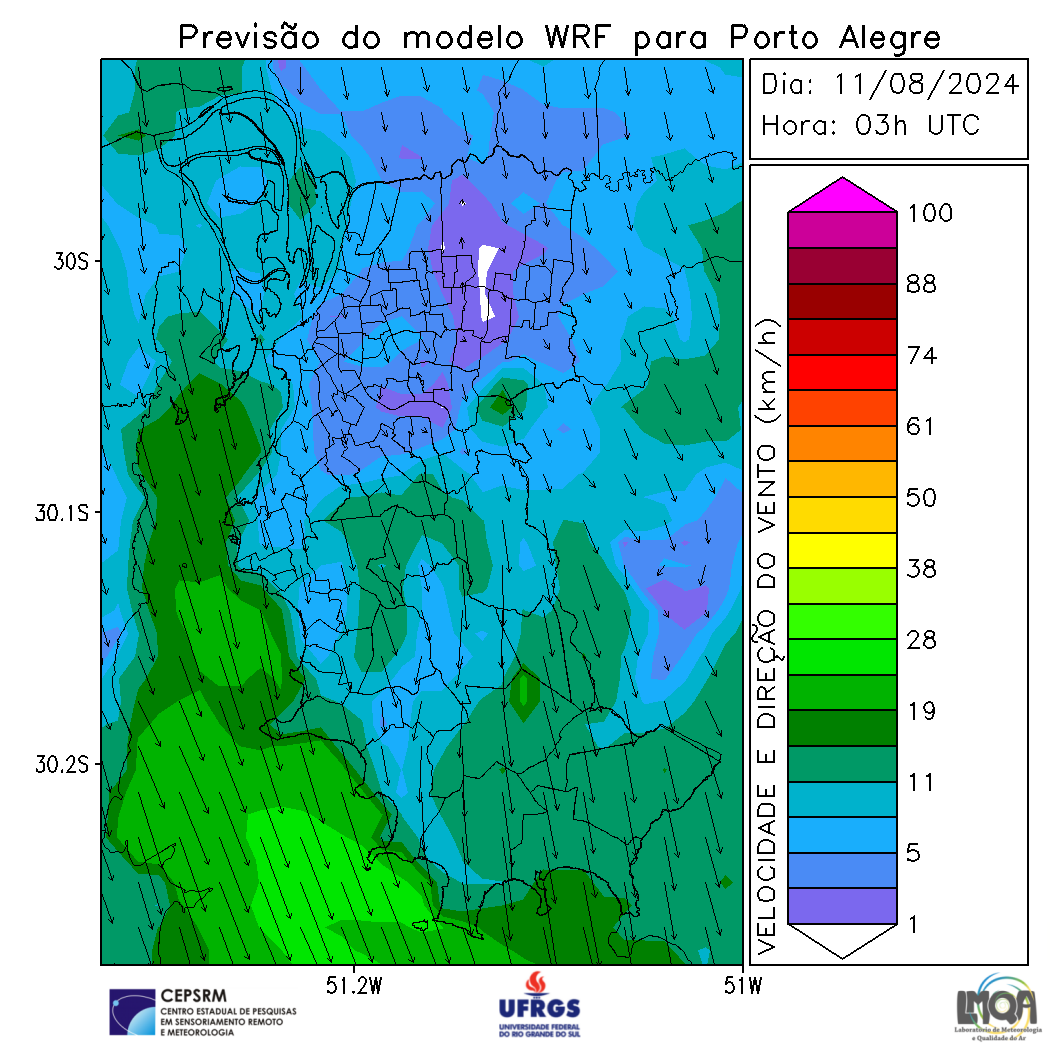 Previsão do modelo WRF para Porto Alegre
Dia: 11/08/2024
Hora: 03h UTC
30S
30.1S
30.2S
51.2W
51W
VELOCIDADE E DIREÇÃO DO VENTO (km/h)
100
88
74
61
50
38
28
19
11
5
1
CEPSRM
CENTRO ESTADUAL DE PESQUISAS
EM SENSORIAMENTO REMOTO
E METEOROLOGIA
UFRGS
UNIVERSIDADE FEDERAL
DO RIO GRANDE DO SUL
LMQA
Laboratório de Meteorologia
e Qualidade do Ar